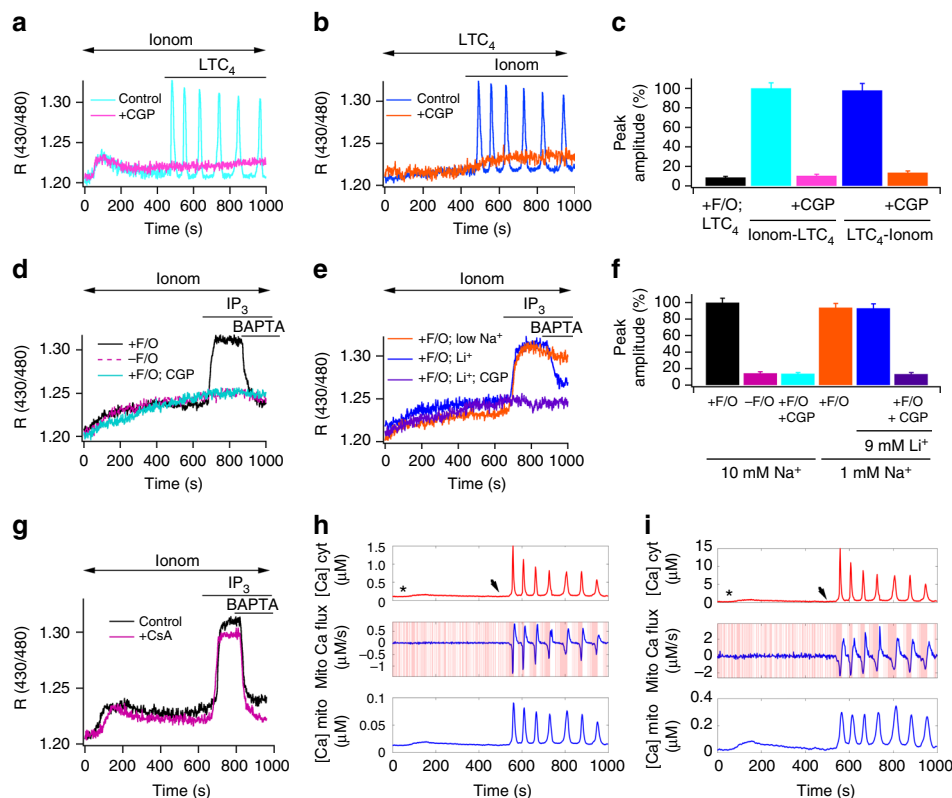 a
Ionom
LTC4
Control
+CGP
R (430/480)
1.30
1.25
1.20
0 200 400 600 800 1000
Time (s)
b
LTC4
Ionom
Control
+CGP
R (430/480)
1.30
1.25
1.20
0 200 400 600 800 1000
Time (s)
c
Peak
amplitude (%)
100
80
60
40
20
0
+F/O;
LTC4
+CGP
+CGP
Ionom-LTC4
LTC4-Ionom
d
Ionom
IP3
BAPTA
+F/O
–F/O
+F/O; CGP
R (430/480)
1.30
1.25
1.20
0 200 400 600 800 1000
Time (s)
e
Ionom
IP3
BAPTA
+F/O; low Na+
+F/O; Li+
+F/O; Li+; CGP
R (430/480)
1.30
1.25
1.20
0 200 400 600 800 1000
Time (s)
f
Peak
amplitude (%)
100
80
60
40
20
0
+F/O –F/O +F/O
+CGP
+F/O
+F/O
+ CGP
9 mM Li+
10 mM Na+
1 mM Na+
g
Ionom
IP3
BAPTA
Control
+CsA
R (430/480)
1.30
1.25
1.20
0 200 400 600 800 1000
Time (s)
h
[Ca] cyt
(μM)
1.5
1.0
0.5
0
*
Mito Ca flux
(μM/s)
0.5
0
−0.5
−1
[Ca] mito
(μM)
0.1
0.05
0
0 200 400 600 800 1000
Time (s)
i
[Ca] cyt
(μM)
15
10
5
0
*
Mito Ca flux
(μM/s)
2
0
−2
[Ca] mito
(μM)
0.4
0.2
0
0 200 400 600 800 1000
Time (s)